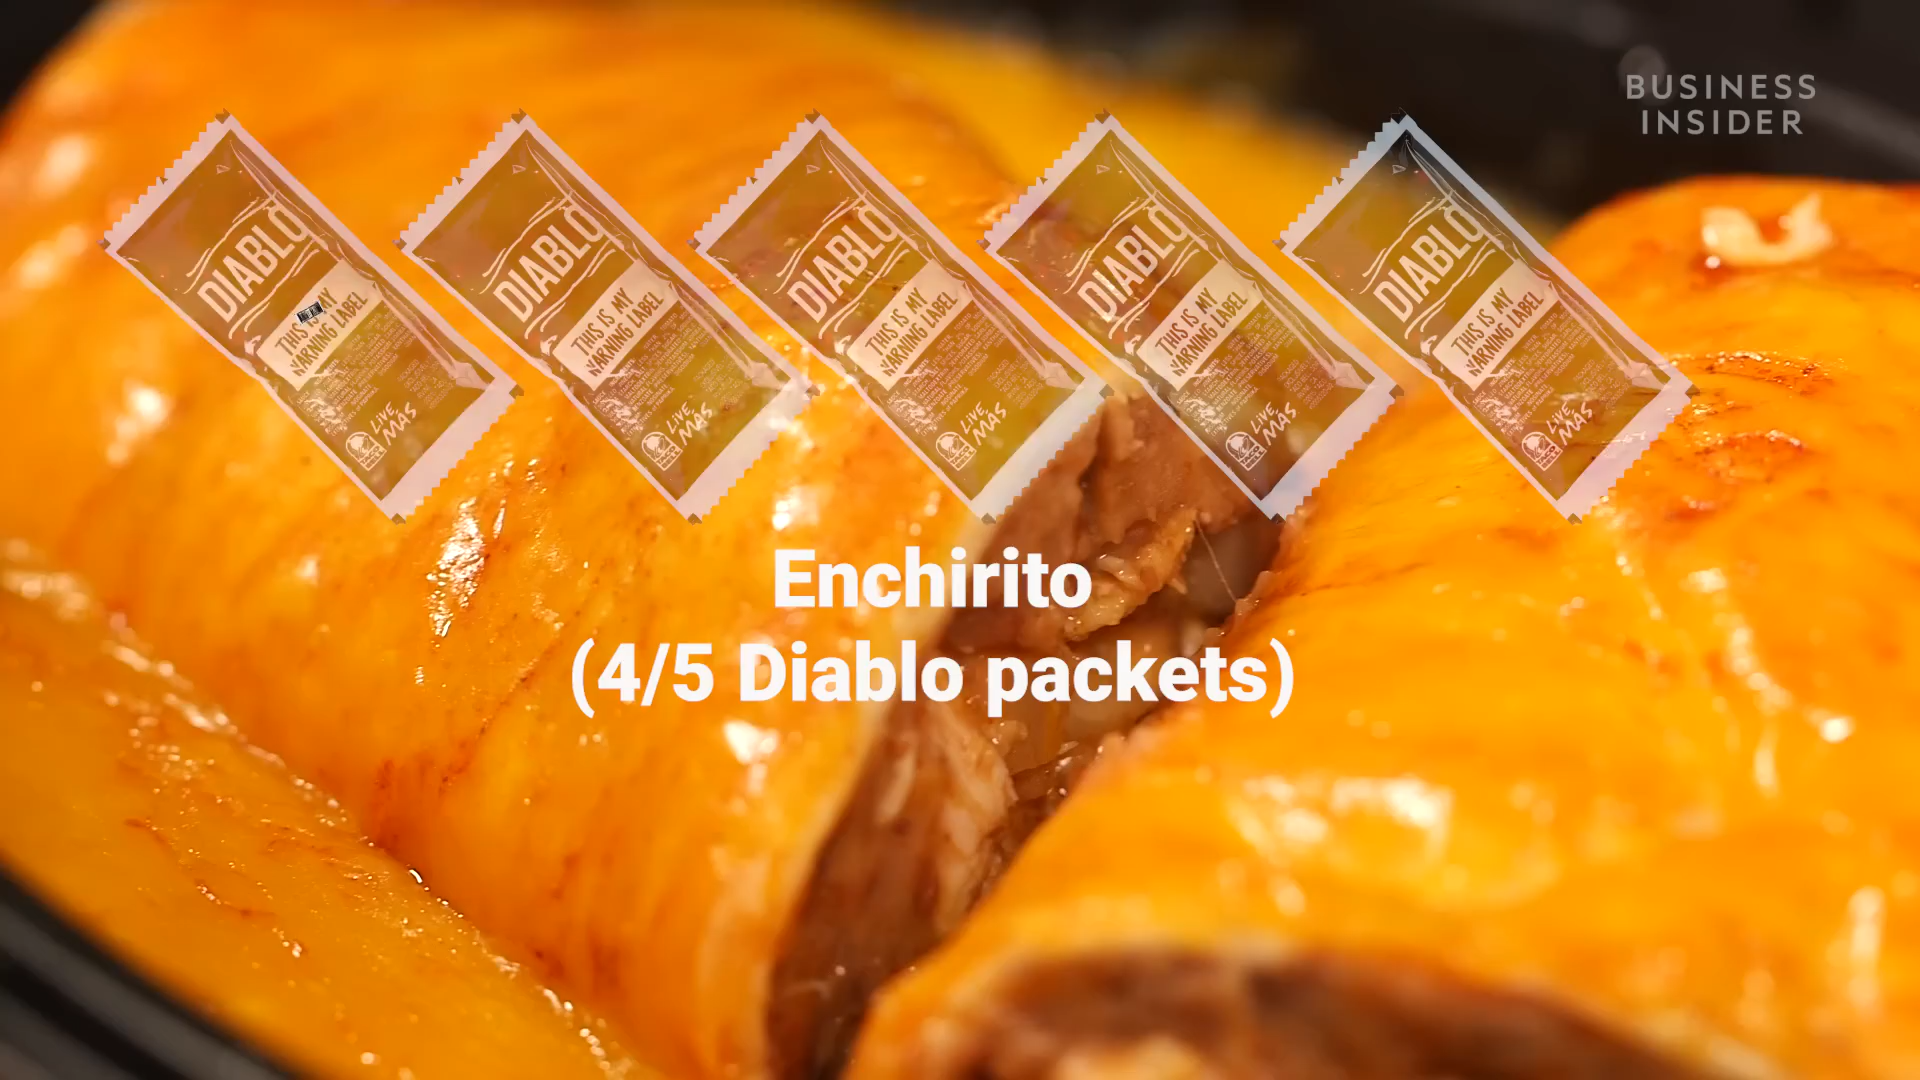 BUSINESS
INSIDER
DIABLO
THIS IS MY
WARNING LABEL
LIVE
MÁS
DIABLO
THIS IS MY
WARNING LABEL
LIVE
MÁS
DIABLO
THIS IS MY
WARNING LABEL
LIVE
MÁS
DIABLO
THIS IS MY
WARNING LABEL
LIVE
MÁS
DIABLO
THIS IS MY
WARNING LABEL
LIVE
MÁS
Enchirito
(4/5 Diablo packets)